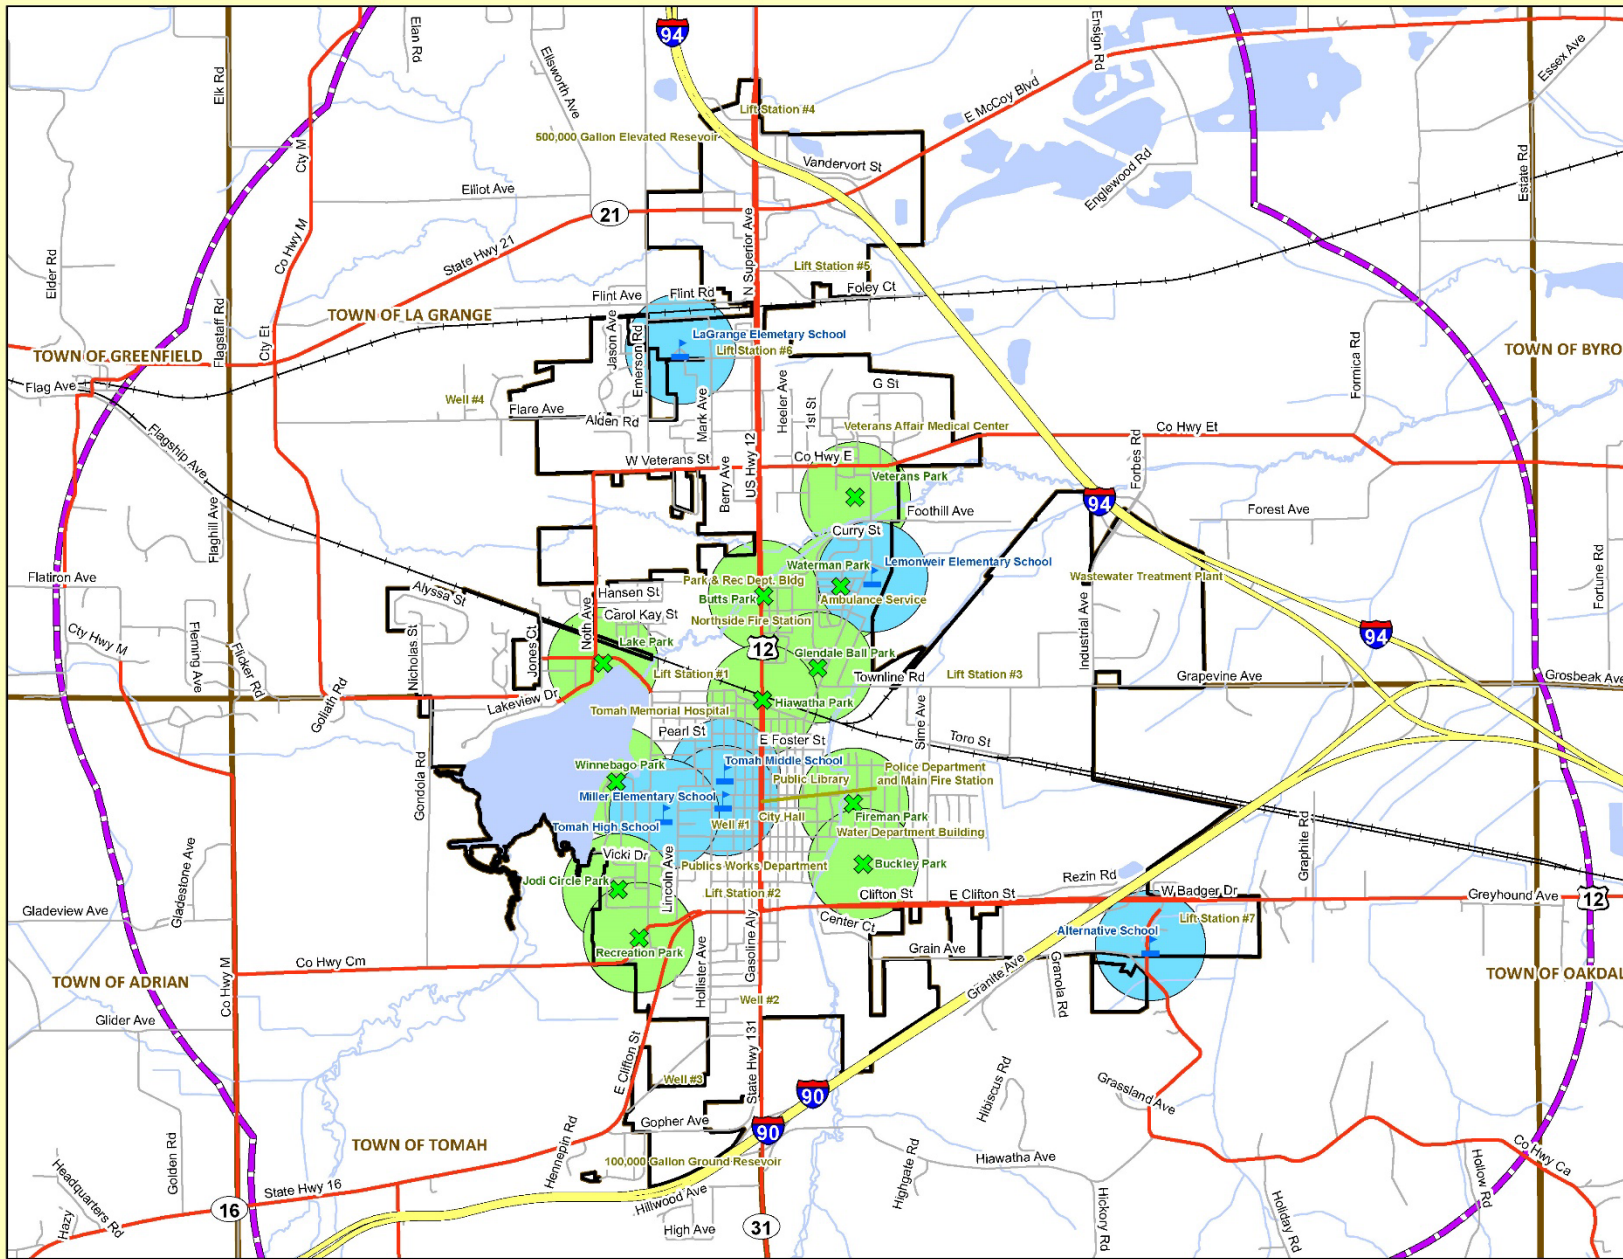 94
Elk Rd
Elan Rd
Ellsworth Ave
Ensign Rd
Essex Ave
Lift Station #4
E McCoy Blvd
500,000 Gallon Elevated Resevoir
Cty M
Vandervort St
Elliot Ave
Englewood Rd
Estate Rd
21
N Superior Ave
Co Hwy M
State Hwy 21
Elder Rd
Lift Station #5
Foley Ct
Flint Ave
Flint Rd
Flagstaff Rd
TOWN OF LA GRANGE
Cty Et
Jason Ave
Emerson Rd
LaGrange Elemetary School
Lift Station #6
TOWN OF GREENFIELD
TOWN OF BYRO
Formica Rd
Flag Ave
G St
Well #4
Flare Ave
Alden Rd
Mark Ave
Heeler Ave
1st St
Veterans Affair Medical Center
Co Hwy Et
Flagship Ave
W Veterans St
US Hwy 12
Co Hwy E
Forbes Rd
Berry Ave
Veterans Park
94
Foothill Ave
Forest Ave
Flaghill Ave
Curry St
Waterman Park
Lemonweir Elementary School
Flatiron Ave
Alyssa St
Park & Rec Dept. Bldg
Wastewater Treatment Plant
Fortune Rd
Hansen St
Butts Park
Ambulance Service
Carol Kay St
Noth Ave
Northside Fire Station
Cty Hwy M
Fleming Ave
Flicker Rd
Nicholas St
Jones Ct
Lake Park
12
Industrial Ave
94
Glendale Ball Park
Lift Station #1
Townline Rd
Lift Station #3
Grapevine Ave
Grosbeak Ave
Goliath Rd
Lakeview Dr
Tomah Memorial Hospital
Hiawatha Park
Sime Ave
Pearl St
E Foster St
Toro St
Gondola Rd
Winnebago Park
Tomah Middle School
Police Department
and Main Fire Station
Public Library
Miller Elementary School
City Hall
Fireman Park
Tomah High School
Well #1
Water Department Building
Graphite Rd
Vicki Dr
Lincoln Ave
Publics Works Department
Buckley Park
Gladestone Ave
Jodi Circle Park
Lift Station #2
Clifton St
E Clifton St
Rezin Rd
W Badger Dr
Greyhound Ave
12
Gladeview Ave
Center Ct
Lift Station #7
Alternative School
Recreation Park
Grain Ave
Co Hwy Cm
Co Hwy M
Hollister Ave
Gasoline Aly
Granite Ave
Granola Rd
TOWN OF ADRIAN
TOWN OF OAKDAL
Well #2
Glider Ave
State Hwy 131
E Clifton St
Well #3
90
Hibiscus Rd
Grassland Ave
Gopher Ave
90
Golden Rd
TOWN OF TOMAH
Hennepin Rd
100,000 Gallon Ground Resevoir
Hiawatha Ave
Co Hwy Ca
Headquarters Rd
Hazy
16
State Hwy 16
Hillwood Ave
High Ave
31
Highgate Rd
Hickory Rd
Holiday Rd
Hollow Rd